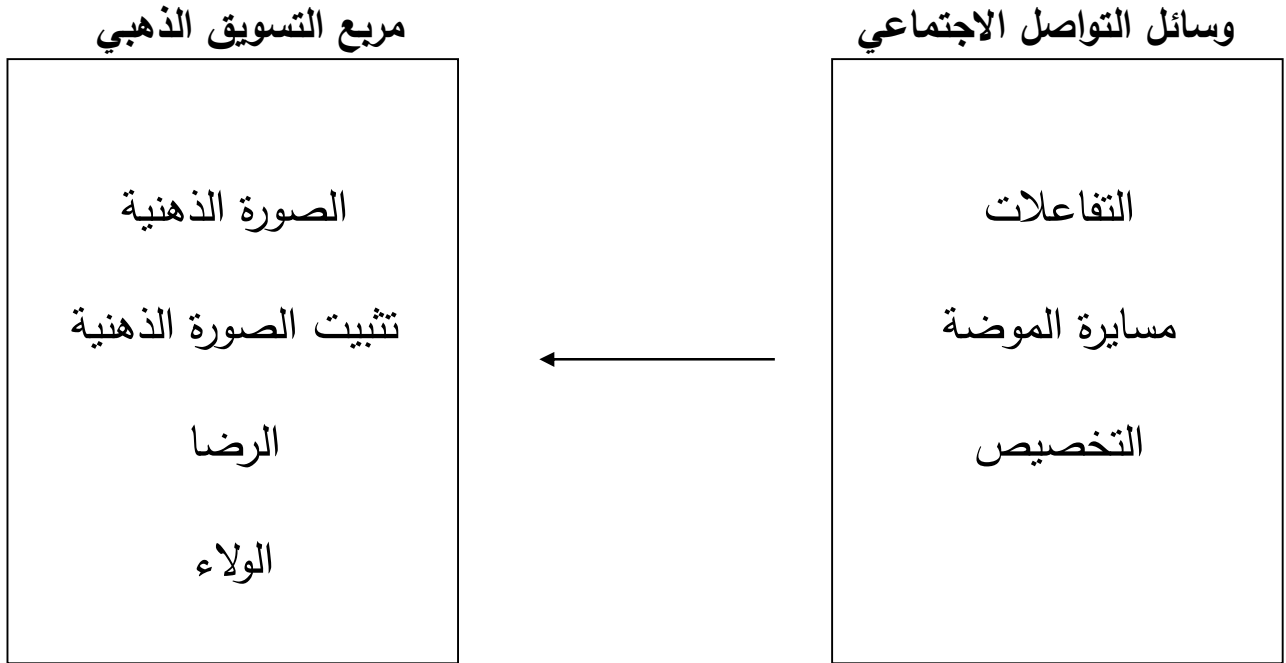 وسائل التواصل الاجتماعي
التفاعلات
مسايرة الموضة
التخصيص
مربع التسويق الذهبي
الصورة الذهنية
تثبيت الصورة الذهنية
الرضا
الولاء